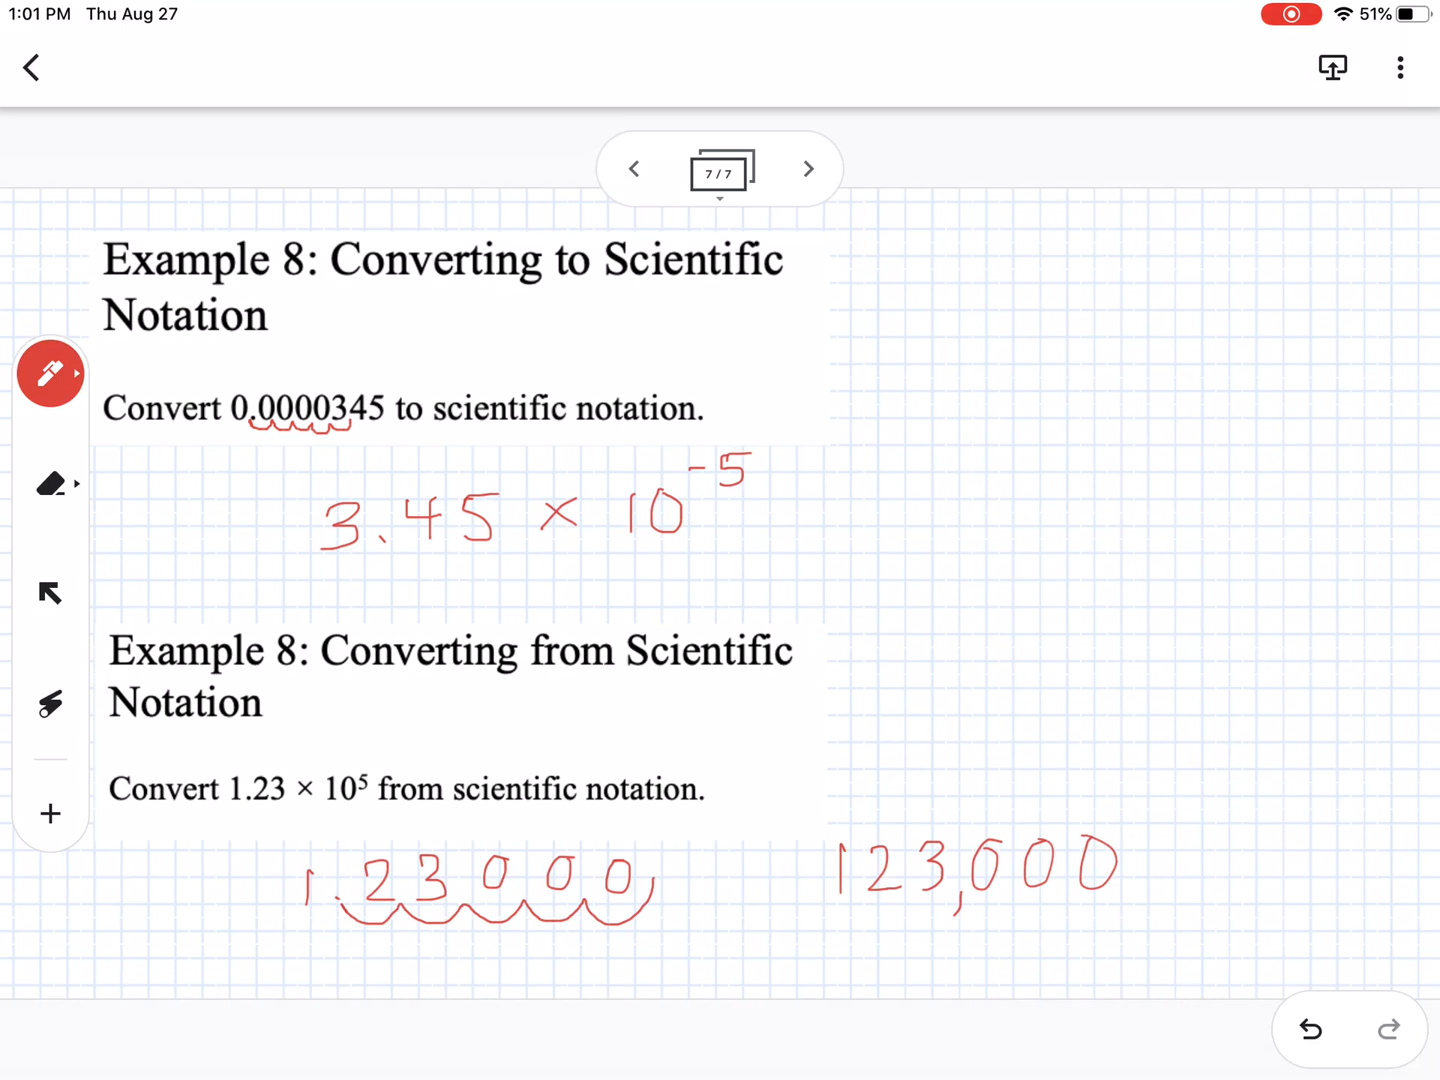 1:01 PM Thu Aug 27
51%
7 / 7
Example 8: Converting to Scientific
Notation
Convert 0.0000345 to scientific notation.
3.45 × 10⁻⁵
Example 8: Converting from Scientific
Notation
Convert 1.23 × 10⁵ from scientific notation.
1.23000
123,000